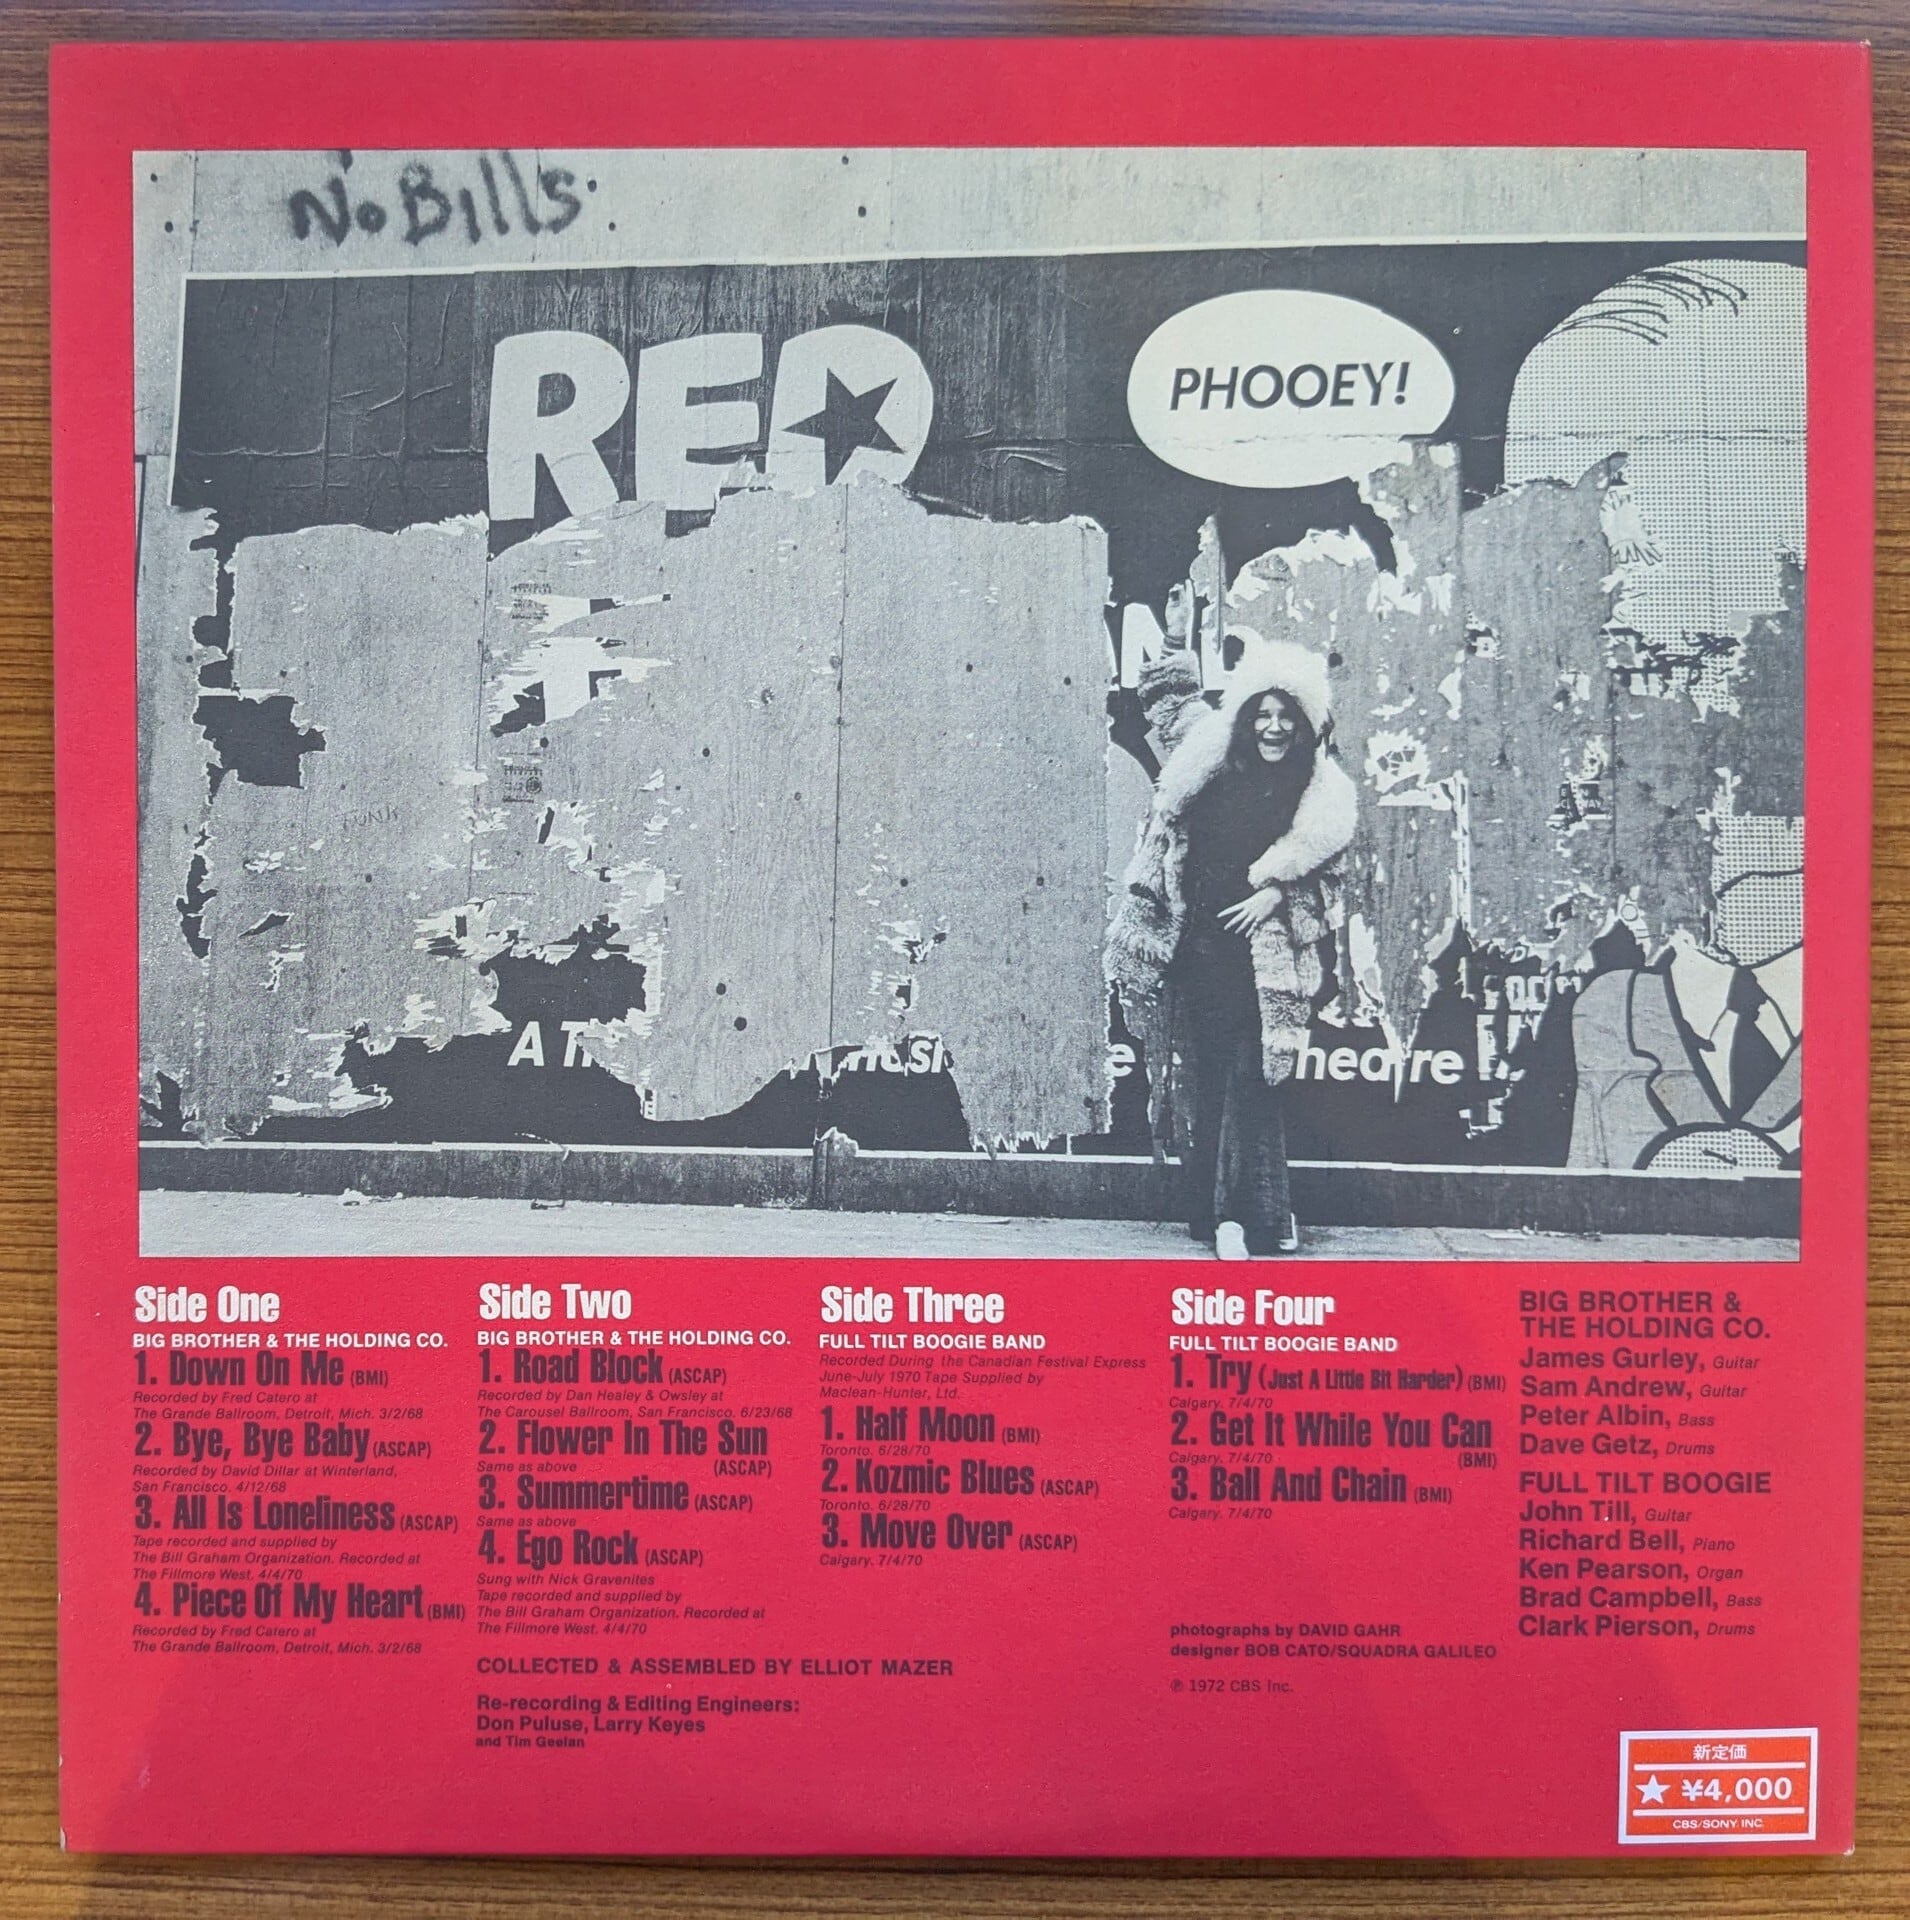 No Bills
RED
PHOOEY!
FUNK
A
heatre
Side One
BIG BROTHER & THE HOLDING CO.
1. Down On Me (BMI)
Recorded by Fred Catero at
The Grande Ballroom, Detroit, Mich. 3/2/68
2. Bye, Bye Baby (ASCAP)
Recorded by David Dillar at Winterland,
San Francisco. 4/12/68
3. All Is Loneliness (ASCAP)
Tape recorded and supplied by
The Bill Graham Organization. Recorded at
The Fillmore West. 4/4/70
4. Piece Of My Heart (BMI)
Recorded by Fred Catero at
The Grande Ballroom, Detroit, Mich. 3/2/68
Side Two
BIG BROTHER & THE HOLDING CO.
1. Road Block (ASCAP)
Recorded by Dan Healey & Owsley at
The Carousel Ballroom, San Francisco. 6/23/68
2. Flower In The Sun
Same as above (ASCAP)
3. Summertime (ASCAP)
Same as above
4. Ego Rock (ASCAP)
Sung with Nick Gravenites
Tape recorded and supplied by
The Bill Graham Organization. Recorded at
The Fillmore West. 4/4/70
COLLECTED & ASSEMBLED BY ELLIOT MAZER
Re-recording & Editing Engineers:
Don Puluse, Larry Keyes
and Tim Geelan
Side Three
FULL TILT BOOGIE BAND
Recorded During the Canadian Festival Express
June-July 1970 Tape Supplied by
Maclean-Hunter, Ltd.
1. Half Moon (BMI)
Toronto. 6/28/70
2. Kozmic Blues (ASCAP)
Toronto. 6/28/70
3. Move Over (ASCAP)
Calgary. 7/4/70
Side Four
FULL TILT BOOGIE BAND
1. Try (Just A Little Bit Harder) (BMI)
Calgary. 7/4/70
2. Get It While You Can
Calgary. 7/4/70 (BMI)
3. Ball And Chain (BMI)
Calgary. 7/4/70
photographs by DAVID GAHR
designer BOB CATO/SQUADRA GALILEO
℗ 1972 CBS Inc.
BIG BROTHER &
THE HOLDING CO.
James Gurley, Guitar
Sam Andrew, Guitar
Peter Albin, Bass
Dave Getz, Drums
FULL TILT BOOGIE
John Till, Guitar
Richard Bell, Piano
Ken Pearson, Organ
Brad Campbell, Bass
Clark Pierson, Drums
新定価
★ ¥4,000
CBS/SONY INC.